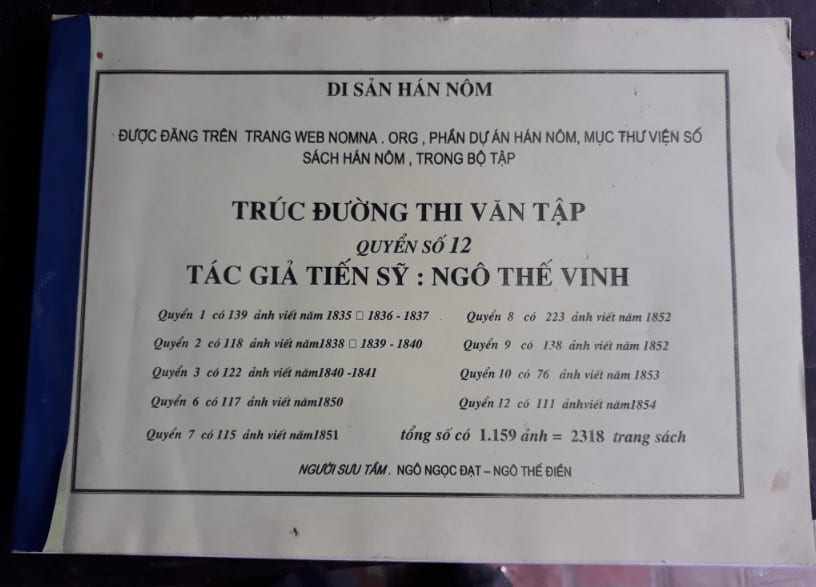 DI SẢN HÁN NÔM
ĐƯỢC ĐĂNG TRÊN TRANG WEB NOMNA . ORG , PHẦN DỰ ÁN HÁN NÔM, MỤC THƯ VIỆN SỐ
SÁCH HÁN NÔM , TRONG BỘ TẬP
TRÚC ĐƯỜNG THI VĂN TẬP
QUYỂN SỐ 12
TÁC GIẢ TIẾN SỸ : NGÔ THẾ VINH
Quyển 1 có 139 ảnh viết năm 1835 □ 1836 - 1837
Quyển 2 có 118 ảnh viết năm1838 □ 1839 - 1840
Quyển 3 có 122 ảnh viết năm1840 -1841
Quyển 6 có 117 ảnh viết năm1850
Quyển 7 có 115 ảnh viết năm1851
Quyển 8 có 223 ảnh viết năm 1852
Quyển 9 có 138 ảnh viết năm 1852
Quyển 10 có 76 ảnh viết năm 1853
Quyển 12 có 111 ảnhviết năm1854
tổng số có 1.159 ảnh = 2318 trang sách
NGƯỜI SƯU TẦM . NGÔ NGỌC ĐẠT – NGÔ THẾ ĐIỀN